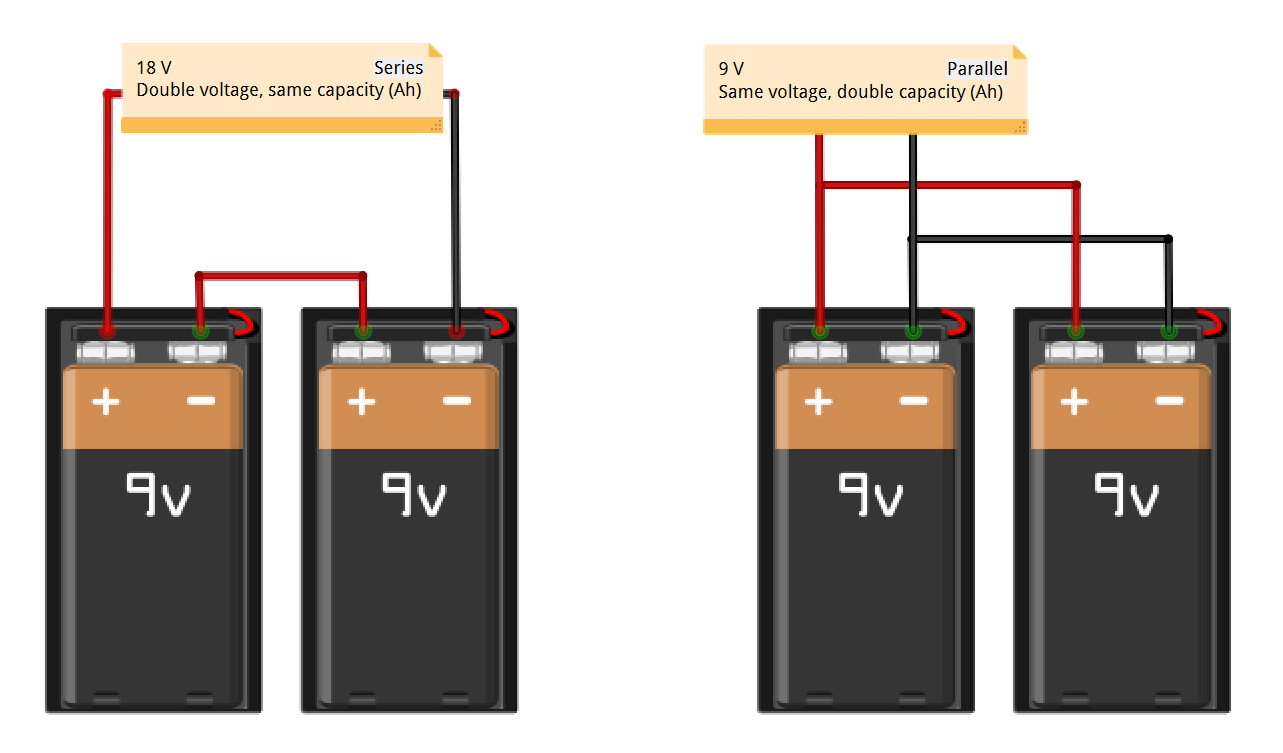 18 V Series
Double voltage, same capacity (Ah)
9 V Parallel
Same voltage, double capacity (Ah)
+ −
9v
+ −
9v
+ −
9v
+ −
9v